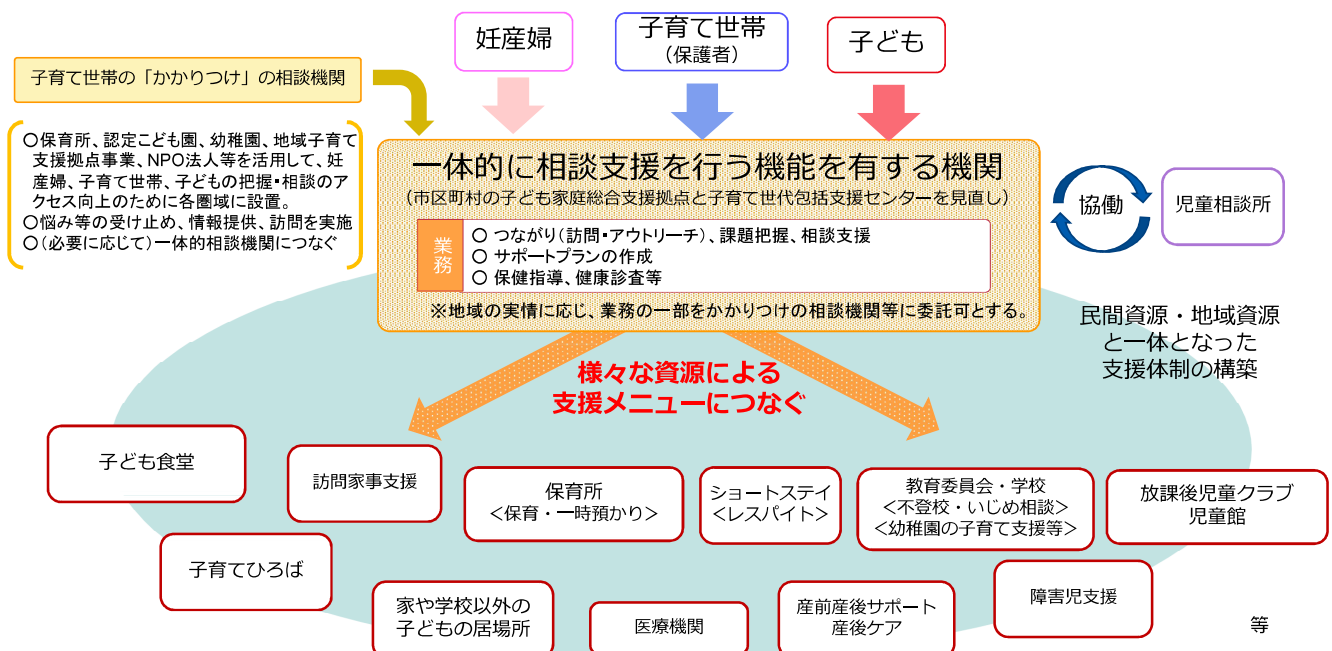 妊産婦
子育て世帯
(保護者)
子ども
子育て世帯の「かかりつけ」の相談機関
〇保育所、認定こども園、幼稚園、地域子育て
支援拠点事業、NPO法人等を活用して、妊
産婦、子育て世帯、子どもの把握・相談のア
クセス向上のために各圏域に設置。
〇悩み等の受け止め、情報提供、訪問を実施
〇(必要に応じて)一体的相談機関につなぐ
一体的に相談支援を行う機能を有する機関
(市区町村の子ども家庭総合支援拠点と子育て世代包括支援センターを見直し)
業務
〇 つながり(訪問・アウトリーチ)、課題把握、相談支援
〇 サポートプランの作成
〇 保健指導、健康診査等
※地域の実情に応じ、業務の一部をかかりつけの相談機関等に委託可とする。
協働
児童相談所
民間資源・地域資源
と一体となった
支援体制の構築
様々な資源による
支援メニューにつなぐ
子ども食堂
訪問家事支援
保育所
<保育・一時預かり>
ショートステイ
<レスパイト>
教育委員会・学校
<不登校・いじめ相談>
<幼稚園の子育て支援等>
放課後児童クラブ
児童館
子育てひろば
家や学校以外の
子どもの居場所
医療機関
産前産後サポート
産後ケア
障害児支援
等